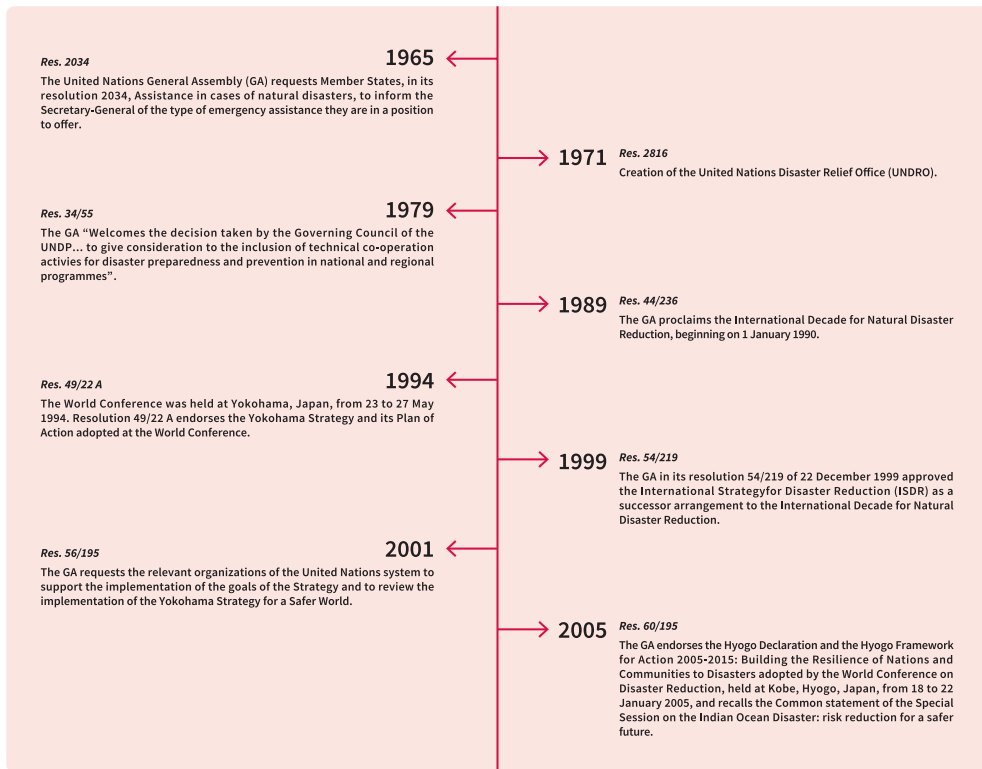 Res. 2034
1965
The United Nations General Assembly (GA) requests Member States, in its
resolution 2034, Assistance in cases of natural disasters, to inform the
Secretary-General of the type of emergency assistance they are in a position
to offer.
1971
Res. 2816
Creation of the United Nations Disaster Relief Office (UNDRO).
Res. 34/55
1979
The GA “Welcomes the decision taken by the Governing Council of the
UNDP... to give consideration to the inclusion of technical co-operation
activies for disaster preparedness and prevention in national and regional
programmes”.
1989
Res. 44/236
The GA proclaims the International Decade for Natural Disaster
Reduction, beginning on 1 January 1990.
Res. 49/22 A
1994
The World Conference was held at Yokohama, Japan, from 23 to 27 May
1994. Resolution 49/22 A endorses the Yokohama Strategy and its Plan of
Action adopted at the World Conference.
1999
Res. 54/219
The GA in its resolution 54/219 of 22 December 1999 approved
the International Strategyfor Disaster Reduction (ISDR) as a
successor arrangement to the International Decade for Natural
Disaster Reduction.
Res. 56/195
2001
The GA requests the relevant organizations of the United Nations system to
support the implementation of the goals of the Strategy and to review the
implementation of the Yokohama Strategy for a Safer World.
2005
Res. 60/195
The GA endorses the Hyogo Declaration and the Hyogo Framework
for Action 2005-2015: Building the Resilience of Nations and
Communities to Disasters adopted by the World Conference on
Disaster Reduction, held at Kobe, Hyogo, Japan, from 18 to 22
January 2005, and recalls the Common statement of the Special
Session on the Indian Ocean Disaster: risk reduction for a safer
future.